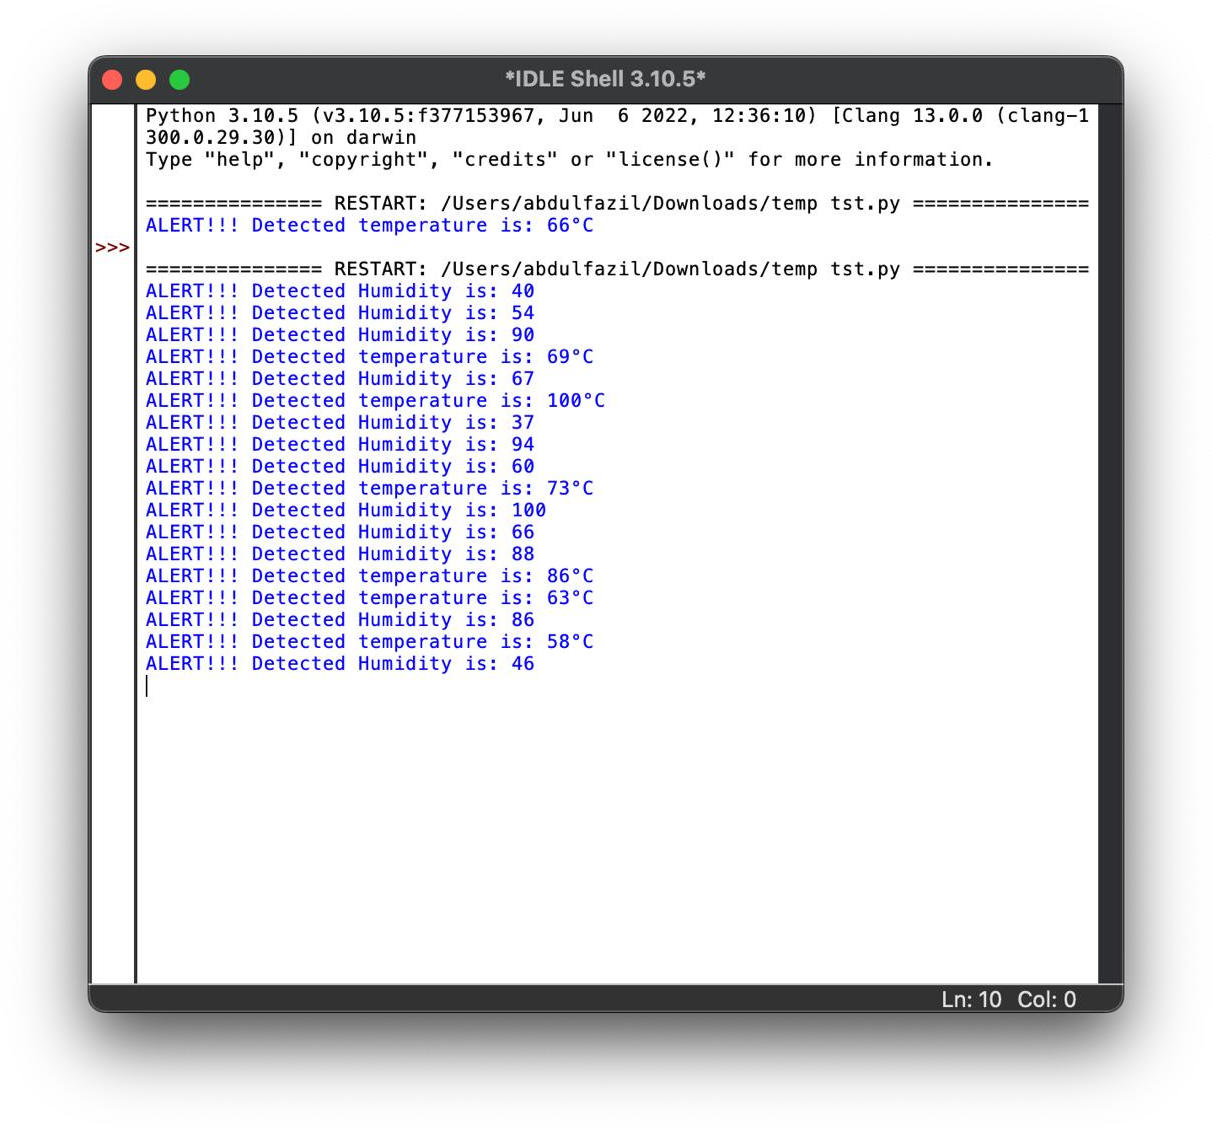 *IDLE Shell 3.10.5*
Python 3.10.5 (v3.10.5:f377153967, Jun  6 2022, 12:36:10) [Clang 13.0.0 (clang-1
300.0.29.30)] on darwin
Type "help", "copyright", "credits" or "license()" for more information.
=============== RESTART: /Users/abdulfazil/Downloads/temp tst.py ===============
ALERT!!! Detected temperature is: 66°C
>>>
=============== RESTART: /Users/abdulfazil/Downloads/temp tst.py ===============
ALERT!!! Detected Humidity is: 40
ALERT!!! Detected Humidity is: 54
ALERT!!! Detected Humidity is: 90
ALERT!!! Detected temperature is: 69°C
ALERT!!! Detected Humidity is: 67
ALERT!!! Detected temperature is: 100°C
ALERT!!! Detected Humidity is: 37
ALERT!!! Detected Humidity is: 94
ALERT!!! Detected Humidity is: 60
ALERT!!! Detected temperature is: 73°C
ALERT!!! Detected Humidity is: 100
ALERT!!! Detected Humidity is: 66
ALERT!!! Detected Humidity is: 88
ALERT!!! Detected temperature is: 86°C
ALERT!!! Detected temperature is: 63°C
ALERT!!! Detected Humidity is: 86
ALERT!!! Detected temperature is: 58°C
ALERT!!! Detected Humidity is: 46
Ln: 10  Col: 0